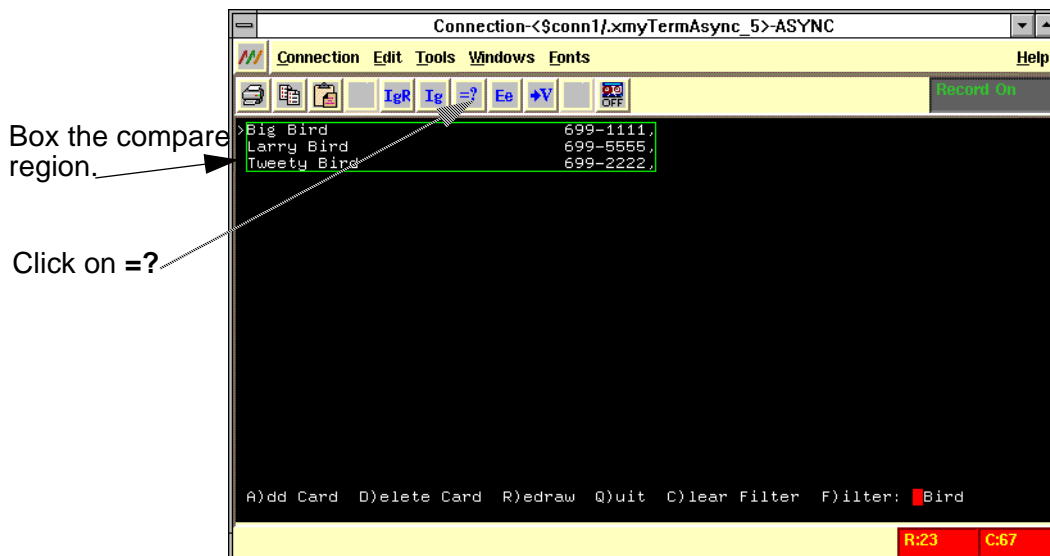 Connection-<$conn1/.xmyTermAsync_5>-ASYNC
Connection Edit Tools Windows Fonts Help
IgR Ig =? Ee →V OFF
Record On
Box the compare
region.
>Big Bird 699-1111,
Larry Bird 699-5555,
Tweety Bird 699-2222,
Click on =?
A)dd Card D)elete Card R)edraw Q)uit C)lear Filter F)ilter: Bird
R:23 C:67